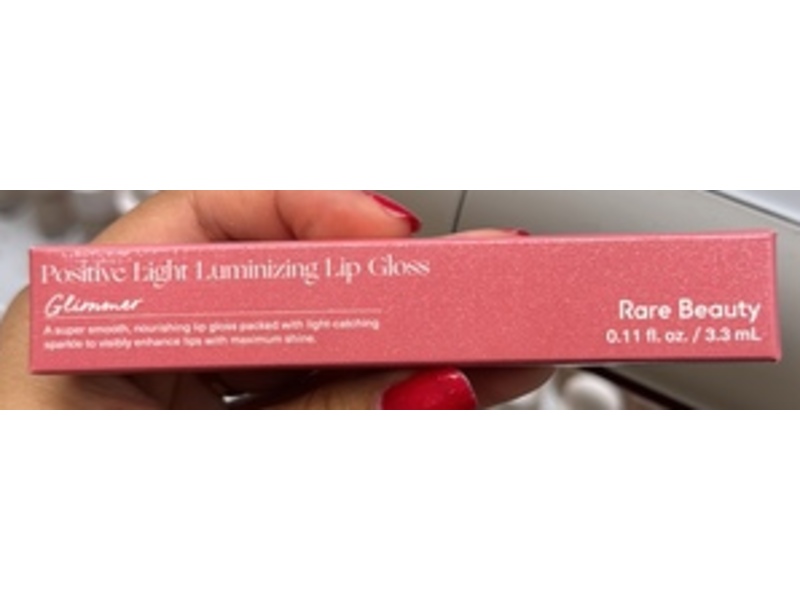 Positive Light Luminizing Lip Gloss
Glimmer
A super smooth, nourishing lip gloss packed with light-catching
sparkle to visibly enhance lips with maximum shine.
Rare Beauty
0.11 fl. oz. / 3.3 mL